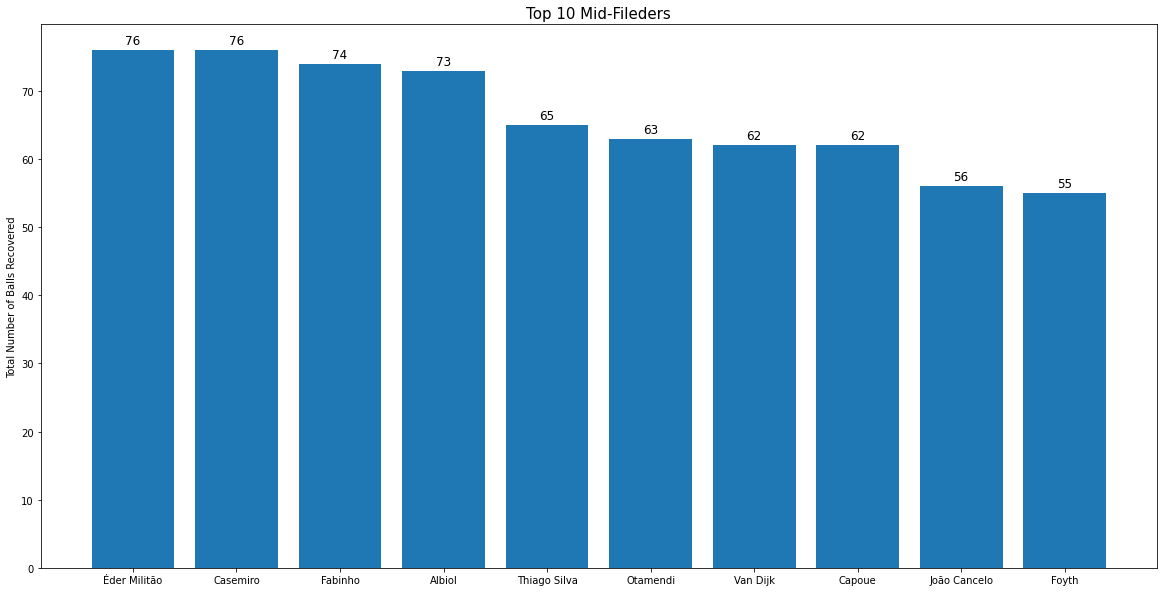 Top 10 Mid-Fileders
Total Number of Balls Recovered
70
60
50
40
30
20
10
0
76
76
74
73
65
63
62
62
56
55
Éder Militão
Casemiro
Fabinho
Albiol
Thiago Silva
Otamendi
Van Dijk
Capoue
João Cancelo
Foyth